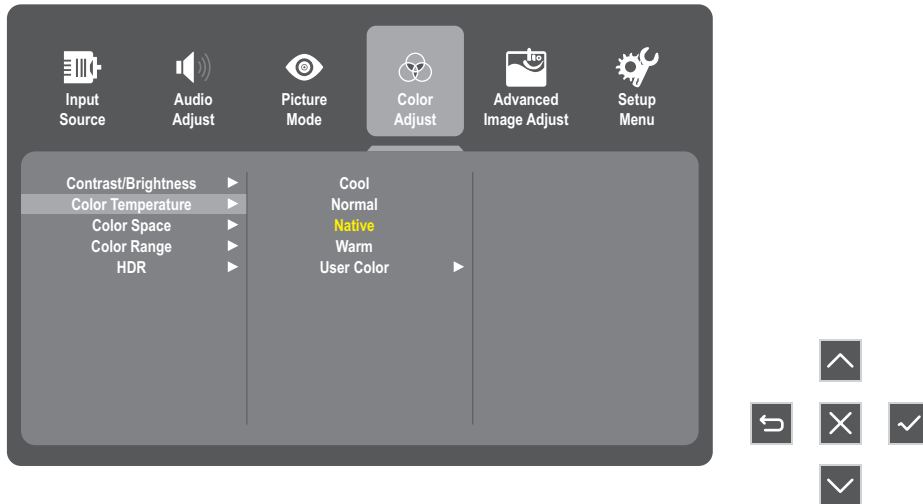 Input
Source
Audio
Adjust
Picture
Mode
Color
Adjust
Advanced
Image Adjust
Setup
Menu
Contrast/Brightness
Color Temperature
Color Space
Color Range
HDR
Cool
Normal
Native
Warm
User Color